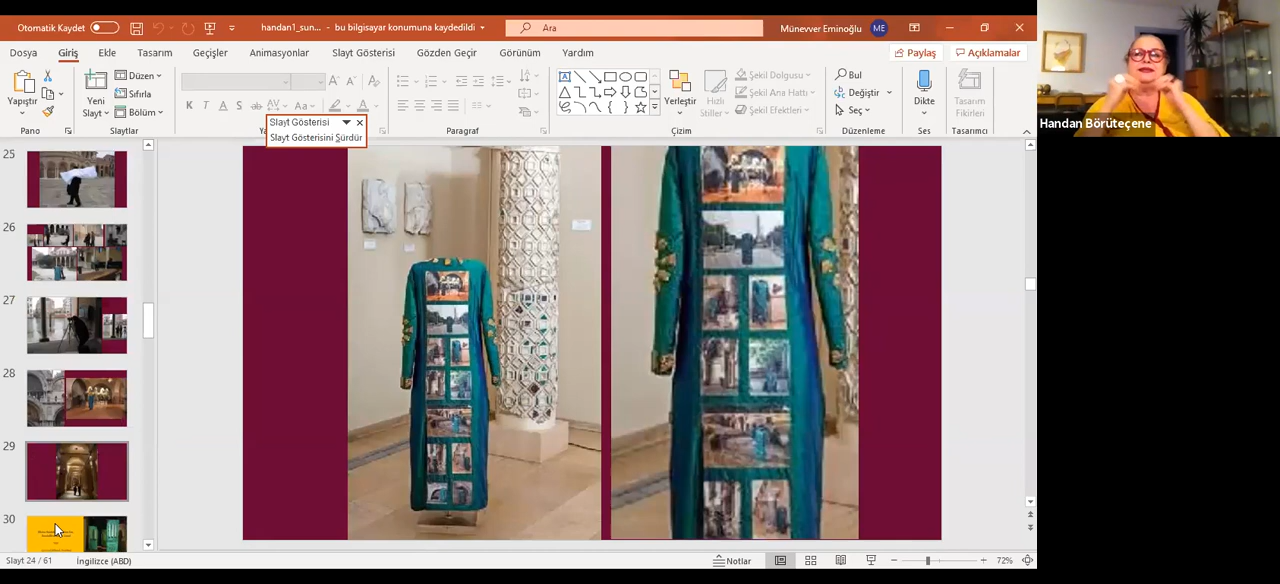 Otomatik Kaydet
handan1_sun... - bu bilgisayar konumuna kaydedildi
Ara
Münevver Eminoğlu
ME
Dosya
Giriş
Ekle
Tasarım
Geçişler
Animasyonlar
Slayt Gösterisi
Gözden Geçir
Görünüm
Yardım
Paylaş
Açıklamalar
Yapıştır
Pano
Yeni
Slayt
Düzen
Sıfırla
Bölüm
Slaytlar
K T A S ab AV Aa A
Paragraf
Yerleştir
Hızlı
Stiller
Şekil Dolgusu
Şekil Ana Hattı
Şekil Efektleri
Çizim
Bul
Değiştir
Seç
Düzenleme
Dikte
Ses
Tasarım
Fikirleri
Tasarımcı
Slayt Gösterisi
Slayt Gösterisini Sürdür
Handan Börüteçene
25
26
27
28
29
30
Slayt 24 / 61
İngilizce (ABD)
Notlar
72%